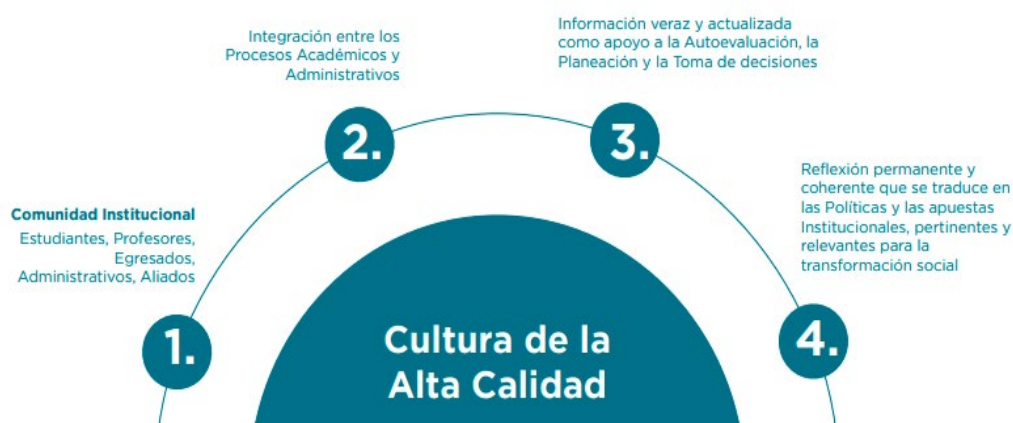 1.
Comunidad Institucional
Estudiantes, Profesores,
Egresados,
Administrativos, Aliados
2.
Integración entre los
Procesos Académicos y
Administrativos
3.
Información veraz y actualizada
como apoyo a la Autoevaluación, la
Planeación y la Toma de decisiones
4.
Reflexión permanente y
coherente que se traduce en
las Políticas y las apuestas
Institucionales, pertinentes y
relevantes para la
transformación social
Cultura de la
Alta Calidad